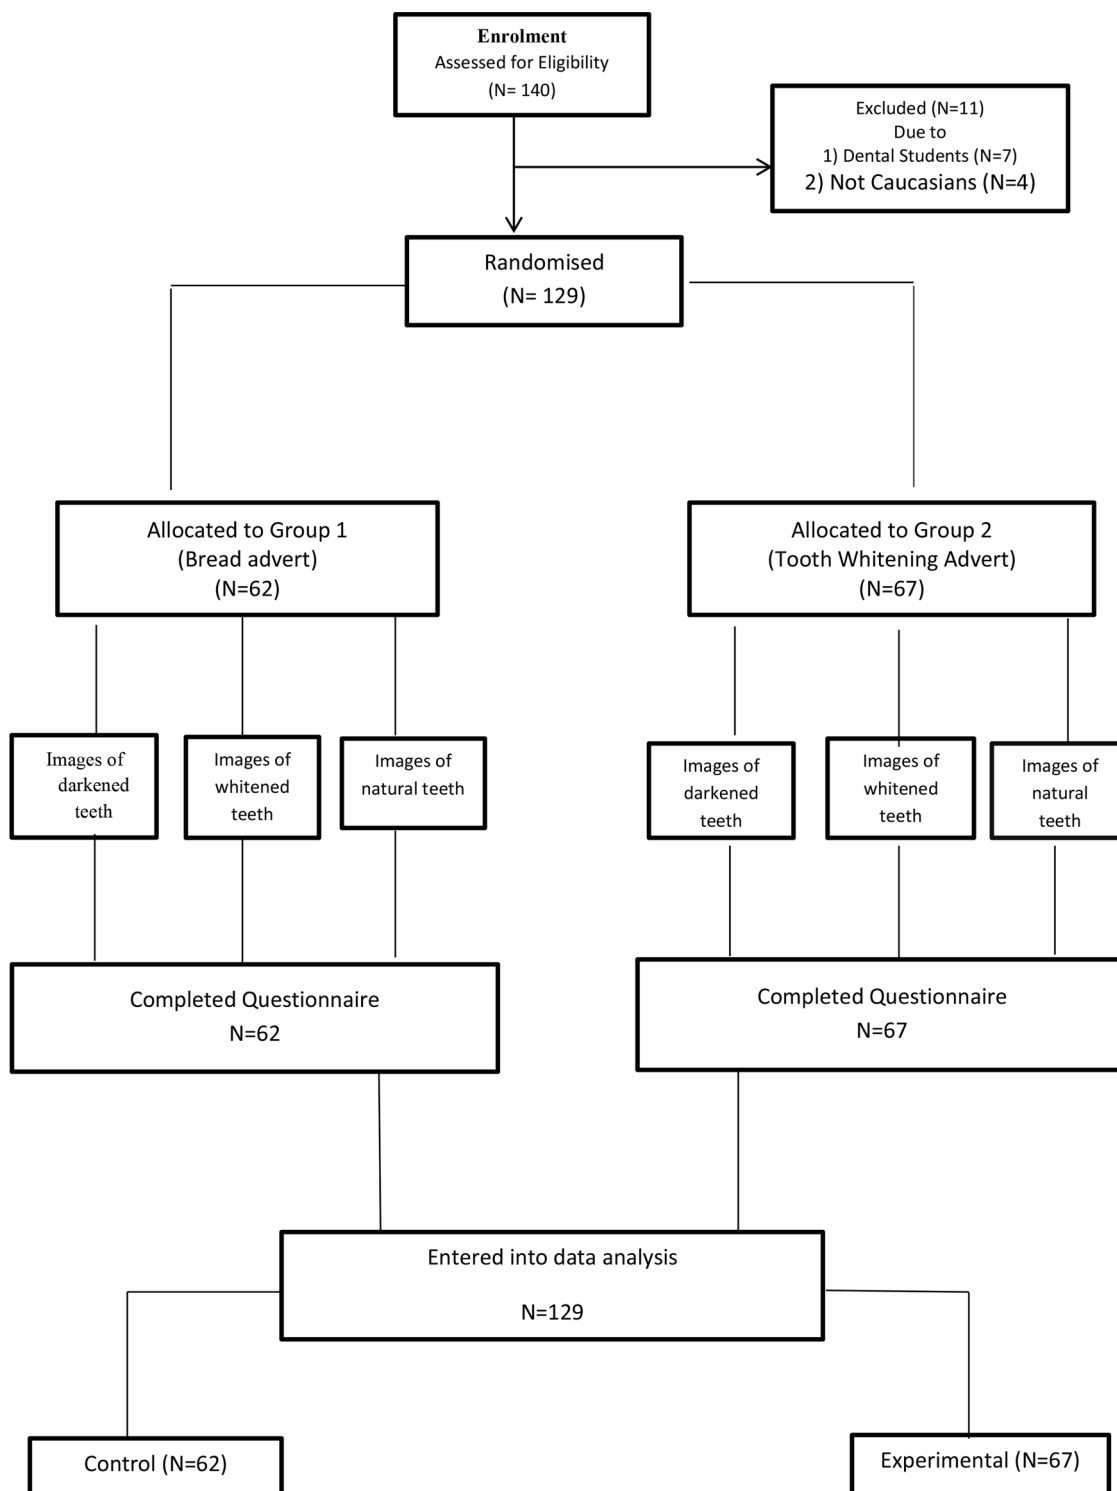 Enrolment
Assessed for Eligibility
(N= 140)
Excluded (N=11)
Due to
1) Dental Students (N=7)
2) Not Caucasians (N=4)
Randomised
(N= 129)
Allocated to Group 1
(Bread advert)
(N=62)
Allocated to Group 2
(Tooth Whitening Advert)
(N=67)
Images of
darkened
teeth
Images of
whitened
teeth
Images of
natural teeth
Images of
darkened
teeth
Images of
whitened
teeth
Images of
natural
teeth
Completed Questionnaire
N=62
Completed Questionnaire
N=67
Entered into data analysis
N=129
Control (N=62)
Experimental (N=67)